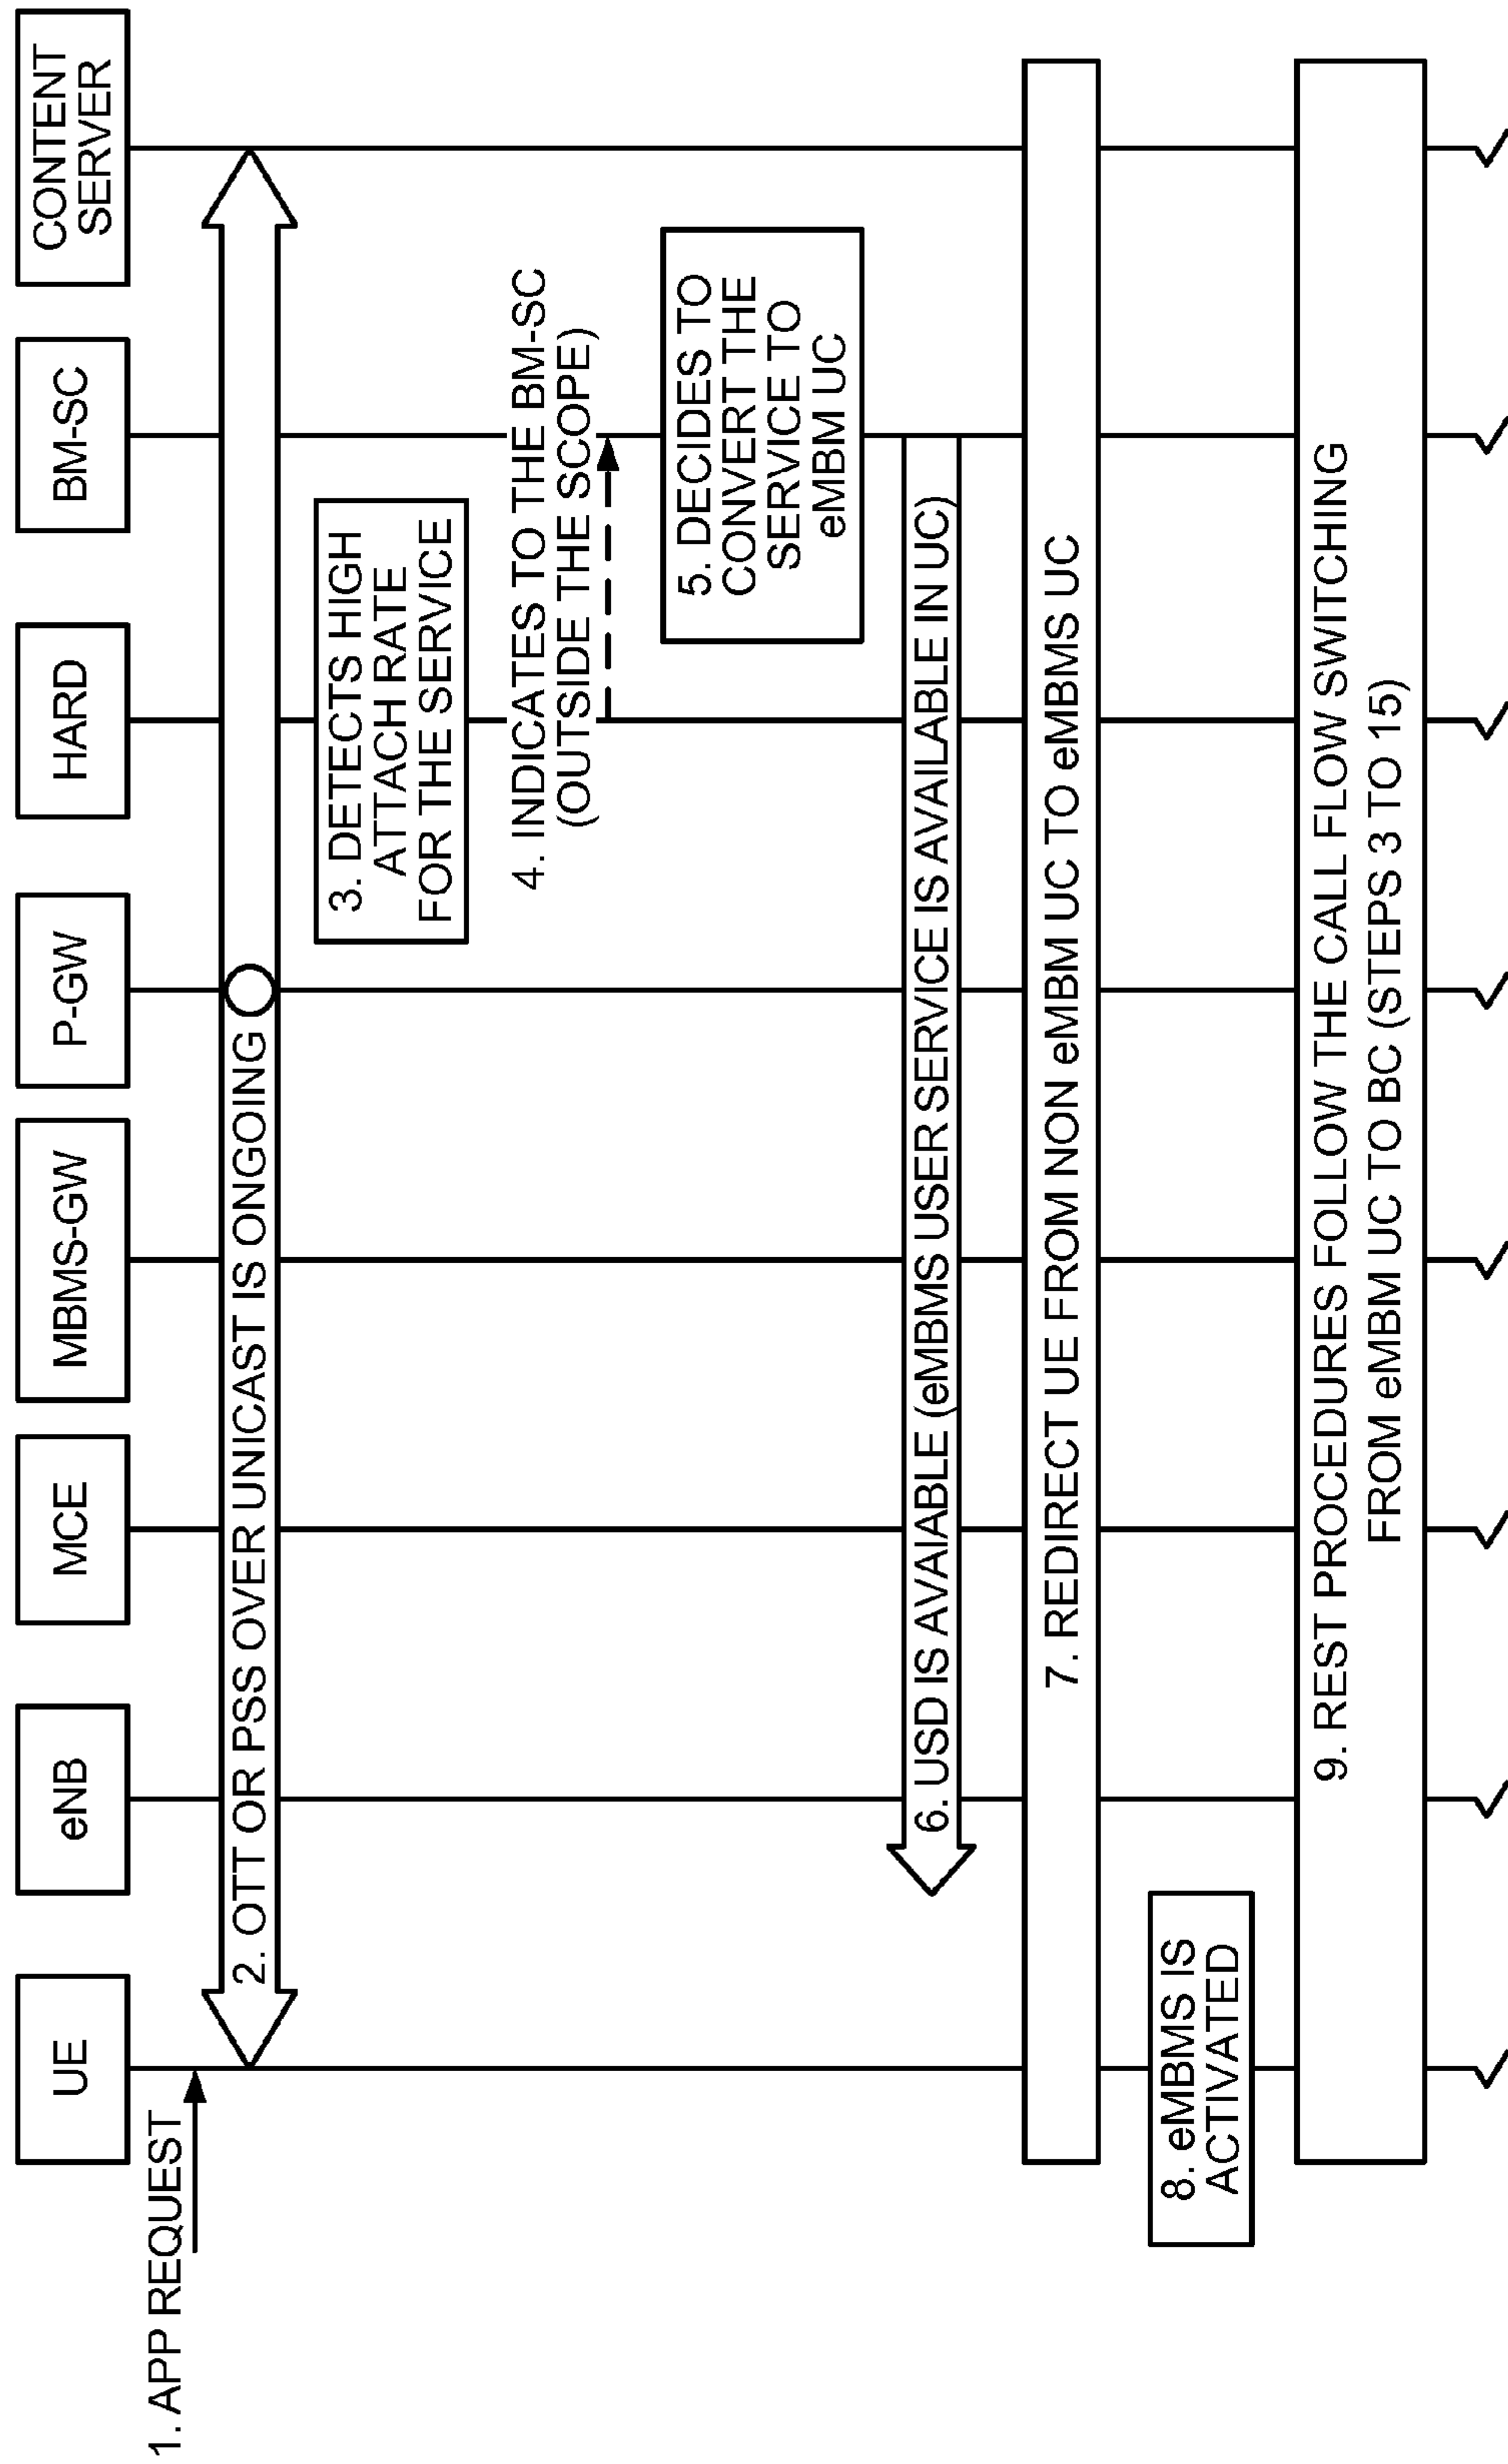 UE
eNB
MCE
MBMS-GW
P-GW
HARD
BM-SC
CONTENT
SERVER
1. APP REQUEST
2. OTT OR PSS OVER UNICAST IS ONGOING
3. DETECTS HIGH
ATTACH RATE
FOR THE SERVICE
4. INDICATES TO THE BM-SC
(OUTSIDE THE SCOPE)
5. DECIDES TO
CONVERT THE
SERVICE TO
eMBM UC
6. USD IS AVAIABLE (eMBMS USER SERVICE IS AVAILABLE IN UC)
7. REDIRECT UE FROM NON eMBM UC TO eMBMS UC
8. eMBMS IS
ACTIVATED
9. REST PROCEDURES FOLLOW THE CALL FLOW SWITCHING
FROM eMBM UC TO BC (STEPS 3 TO 15)